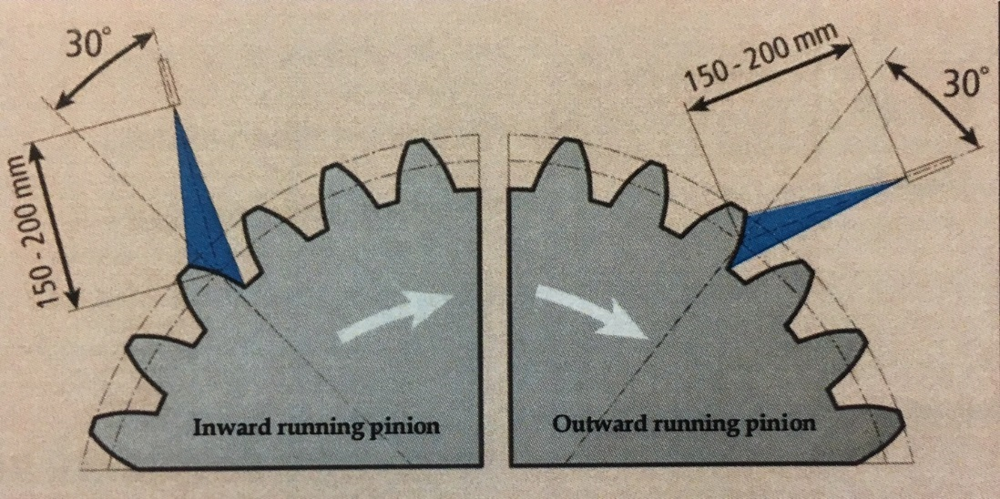 30°
150 - 200 mm
Inward running pinion
150 - 200 mm
30°
Outward running pinion